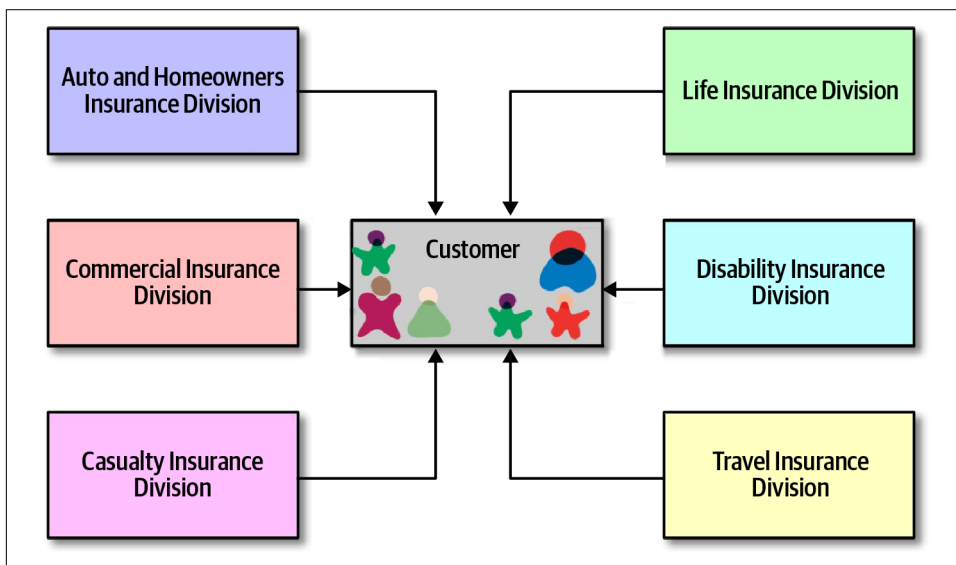 Auto and Homeowners
Insurance Division
Life Insurance Division
Commercial Insurance
Division
Customer
Disability Insurance
Division
Casualty Insurance
Division
Travel Insurance
Division